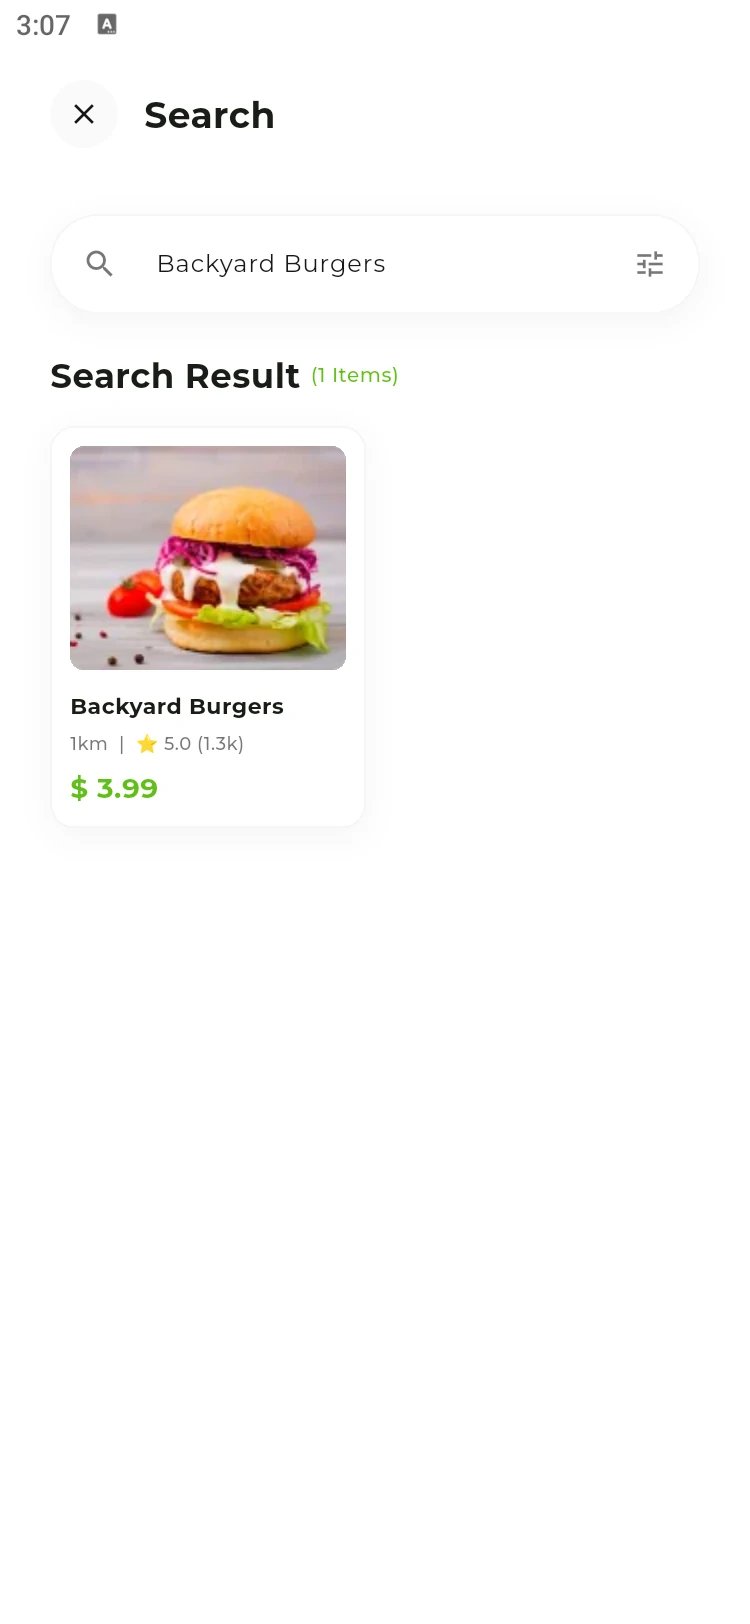 3:07
Search
Backyard Burgers
Search Result (1 Items)
Backyard Burgers
1km | ⭐ 5.0 (1.3k)
$ 3.99